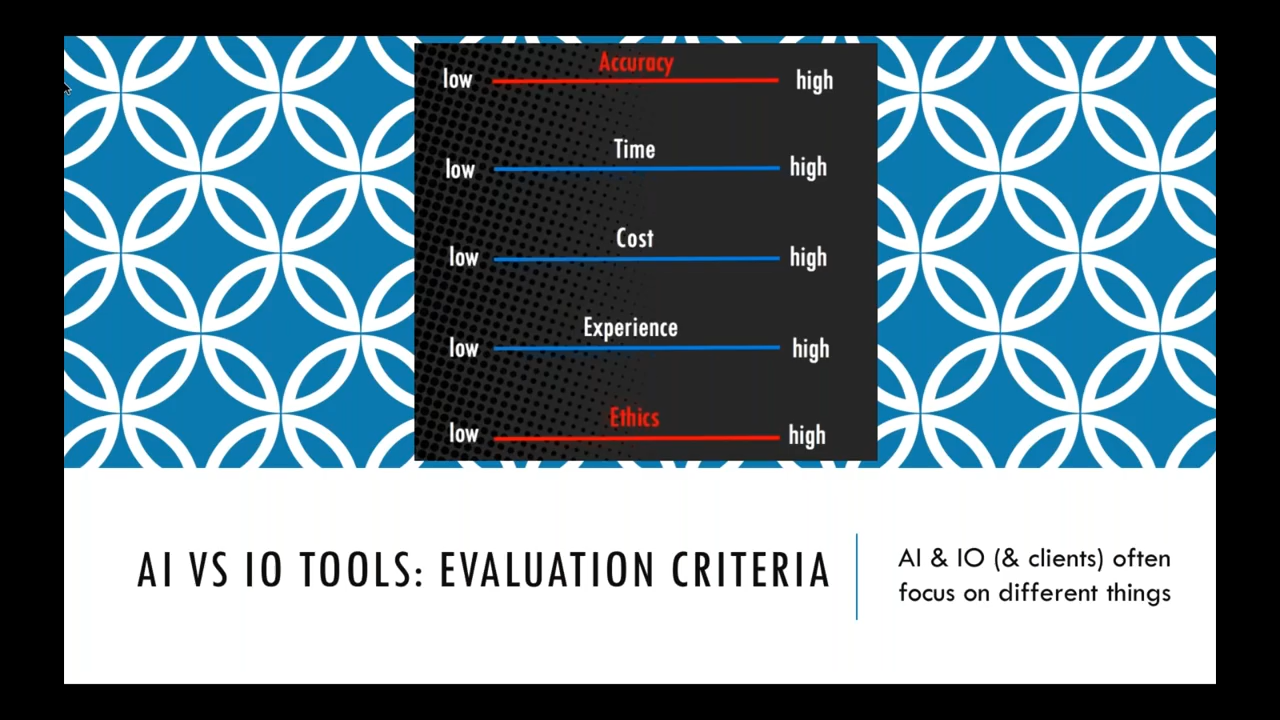 Accuracy
low high
Time
low high
Cost
low high
Experience
low high
Ethics
low high
AI VS IO TOOLS: EVALUATION CRITERIA
AI & IO (& clients) often
focus on different things